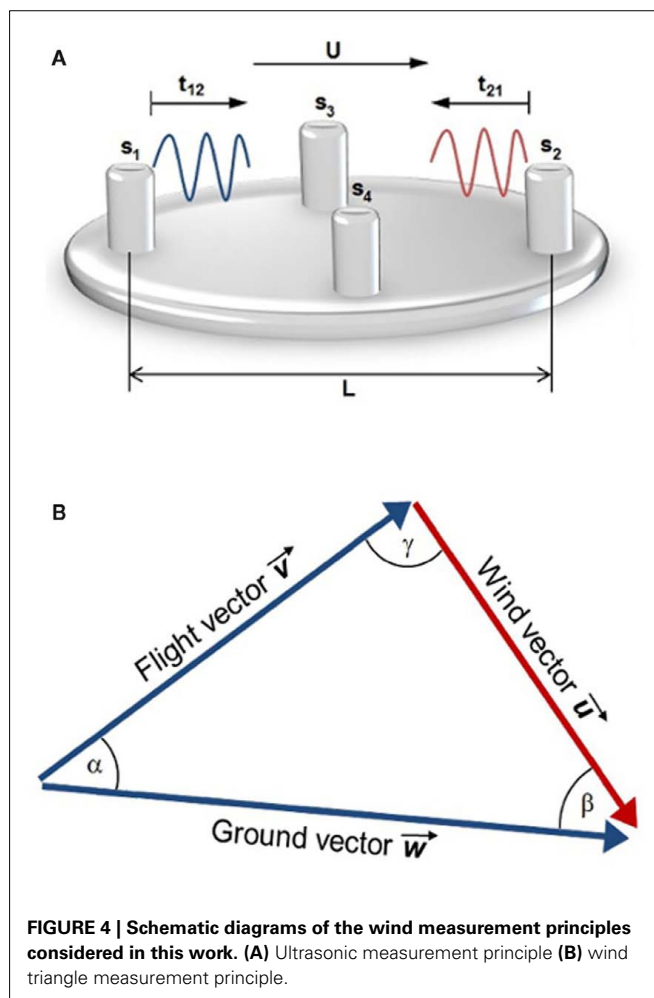 A
U
t12
t21
s3
s1
s2
s4
L
B
γ
Flight vector v
Wind vector u
α
β
Ground vector w
FIGURE 4 | Schematic diagrams of the wind measurement principles
considered in this work. (A) Ultrasonic measurement principle (B) wind
triangle measurement principle.